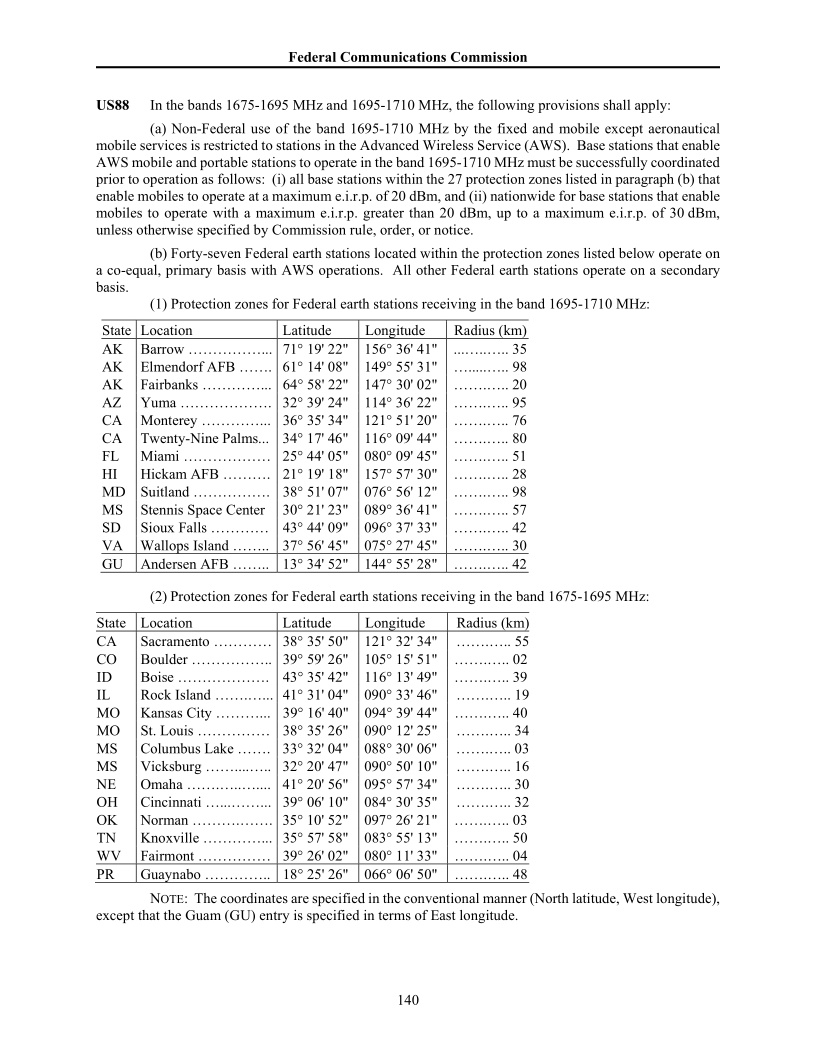 Federal Communications Commission
US88 In the bands 1675-1695 MHz and 1695-1710 MHz, the following provisions shall apply:
(a) Non-Federal use of the band 1695-1710 MHz by the fixed and mobile except aeronautical
mobile services is restricted to stations in the Advanced Wireless Service (AWS). Base stations that enable
AWS mobile and portable stations to operate in the band 1695-1710 MHz must be successfully coordinated
prior to operation as follows: (i) all base stations within the 27 protection zones listed in paragraph (b) that
enable mobiles to operate at a maximum e.i.r.p. of 20 dBm, and (ii) nationwide for base stations that enable
mobiles to operate with a maximum e.i.r.p. greater than 20 dBm, up to a maximum e.i.r.p. of 30 dBm,
unless otherwise specified by Commission rule, order, or notice.
(b) Forty-seven Federal earth stations located within the protection zones listed below operate on
a co-equal, primary basis with AWS operations. All other Federal earth stations operate on a secondary
basis.
(1) Protection zones for Federal earth stations receiving in the band 1695-1710 MHz:
State Location Latitude Longitude Radius (km)
AK Barrow ……………... 71° 19' 22" 156° 36' 41" ...…..….. 35
AK Elmendorf AFB ……. 61° 14' 08" 149° 55' 31" …....….. 98
AK Fairbanks …………... 64° 58' 22" 147° 30' 02" …….….. 20
AZ Yuma ………………. 32° 39' 24" 114° 36' 22" …….….. 95
CA Monterey …………... 36° 35' 34" 121° 51' 20" …….….. 76
CA Twenty-Nine Palms... 34° 17' 46" 116° 09' 44" …….….. 80
FL Miami ……………… 25° 44' 05" 080° 09' 45" …….….. 51
HI Hickam AFB ………. 21° 19' 18" 157° 57' 30" …….….. 28
MD Suitland ……………. 38° 51' 07" 076° 56' 12" …….….. 98
MS Stennis Space Center 30° 21' 23" 089° 36' 41" …….….. 57
SD Sioux Falls ………… 43° 44' 09" 096° 37' 33" …….….. 42
VA Wallops Island …….. 37° 56' 45" 075° 27' 45" …….….. 30
GU Andersen AFB …….. 13° 34' 52" 144° 55' 28" …….….. 42
(2) Protection zones for Federal earth stations receiving in the band 1675-1695 MHz:
State Location Latitude Longitude Radius (km)
CA Sacramento ………… 38° 35' 50" 121° 32' 34" …….….. 55
CO Boulder …………….. 39° 59' 26" 105° 15' 51" …….….. 02
ID Boise ………………. 43° 35' 42" 116° 13' 49" …….….. 39
IL Rock Island …….…... 41° 31' 04" 090° 33' 46" …….….. 19
MO Kansas City ………... 39° 16' 40" 094° 39' 44" …….….. 40
MO St. Louis …………… 38° 35' 26" 090° 12' 25" …….….. 34
MS Columbus Lake ……. 33° 32' 04" 088° 30' 06" …….….. 03
MS Vicksburg ……...….. 32° 20' 47" 090° 50' 10" …….….. 16
NE Omaha ……….…..... 41° 20' 56" 095° 57' 34" …….….. 30
OH Cincinnati …..……... 39° 06' 10" 084° 30' 35" …….….. 32
OK Norman ……….……. 35° 10' 52" 097° 26' 21" …….….. 03
TN Knoxville …………... 35° 57' 58" 083° 55' 13" …….….. 50
WV Fairmont …………… 39° 26' 02" 080° 11' 33" …….….. 04
PR Guaynabo ………….. 18° 25' 26" 066° 06' 50" …….….. 48
NOTE: The coordinates are specified in the conventional manner (North latitude, West longitude),
except that the Guam (GU) entry is specified in terms of East longitude.
140